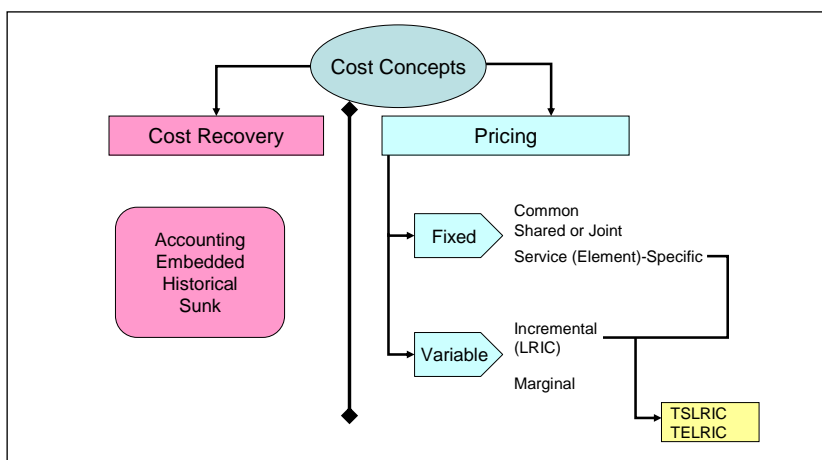 Cost Concepts
Cost Recovery
Pricing
Accounting
Embedded
Historical
Sunk
Fixed
Common
Shared or Joint
Service (Element)-Specific
Variable
Incremental
(LRIC)
Marginal
TSLRIC
TELRIC